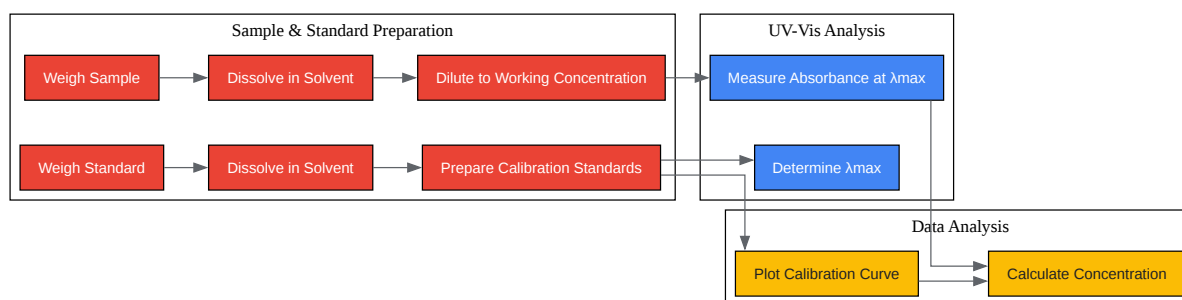 Sample & Standard Preparation
UV-Vis Analysis
Weigh Sample
Dissolve in Solvent
Dilute to Working Concentration
Measure Absorbance at λmax
Weigh Standard
Dissolve in Solvent
Prepare Calibration Standards
Determine λmax
Data Analysis
Plot Calibration Curve
Calculate Concentration